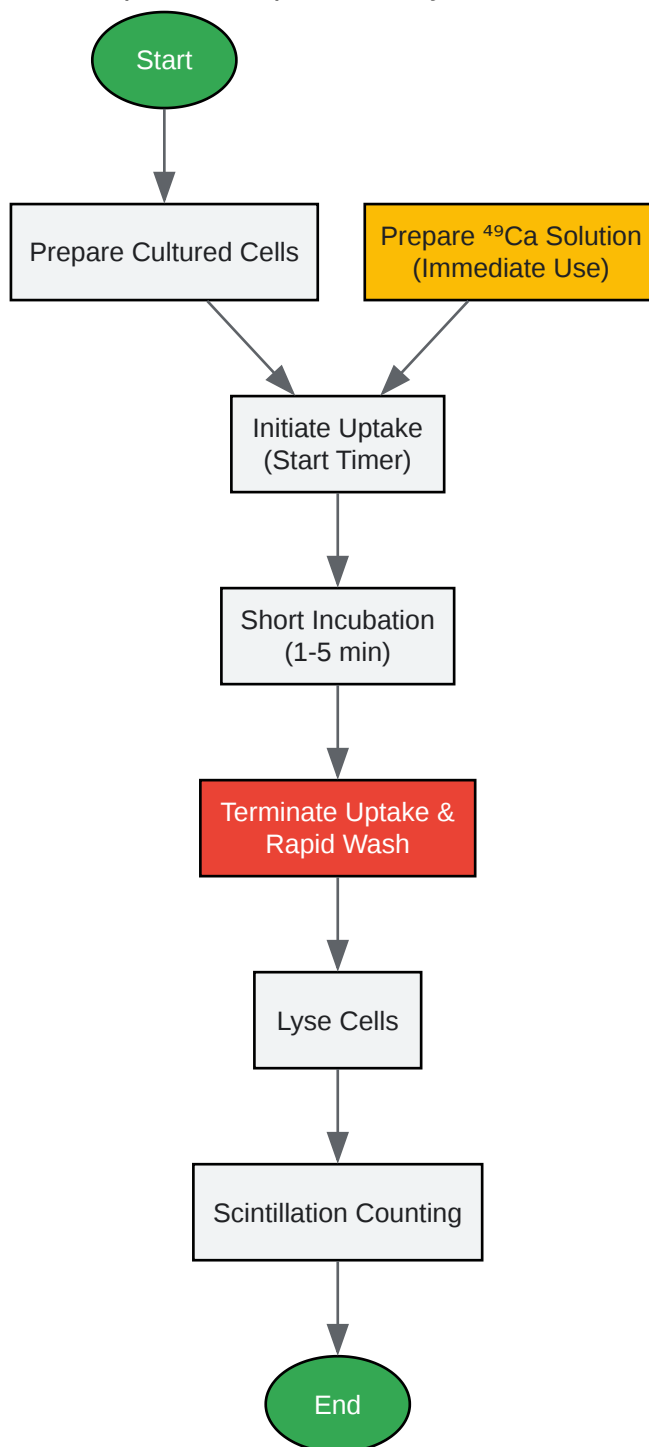 Start
Prepare Cultured Cells
Prepare ⁴⁹Ca Solution
(Immediate Use)
Initiate Uptake
(Start Timer)
Short Incubation
(1-5 min)
Terminate Uptake &
Rapid Wash
Lyse Cells
Scintillation Counting
End